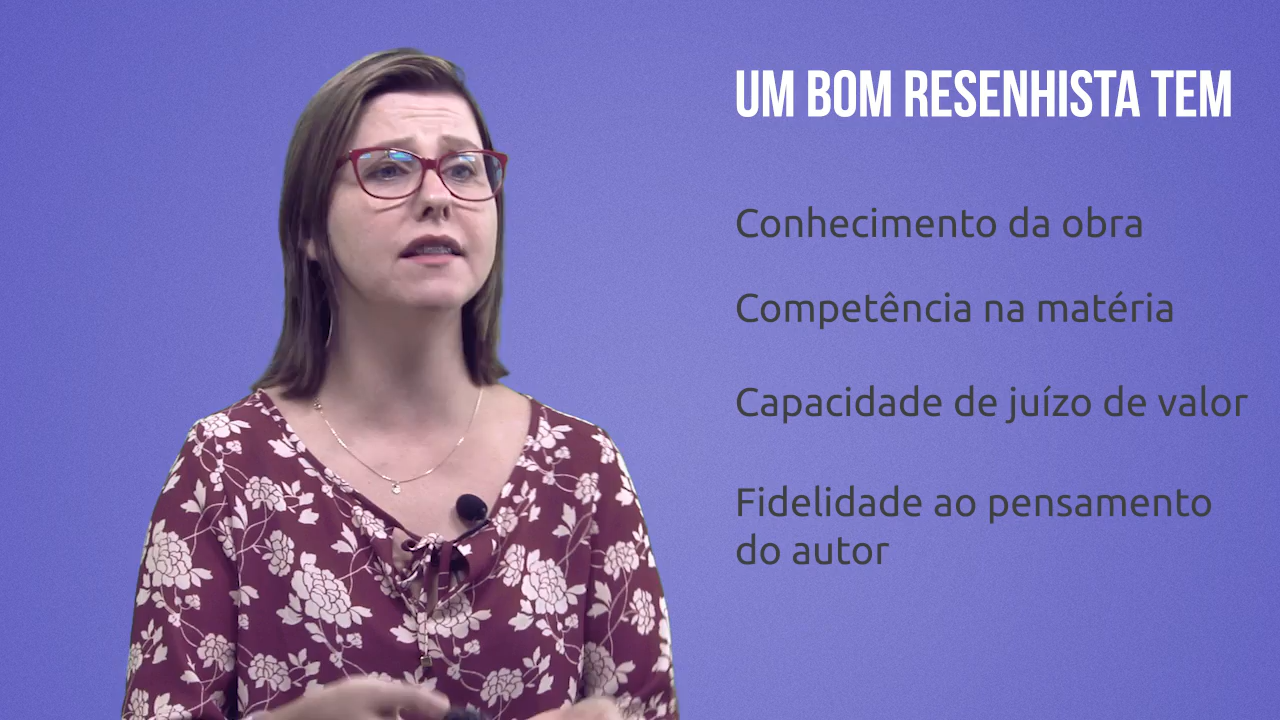 UM BOM RESENHISTA TEM
Conhecimento da obra
Competência na matéria
Capacidade de juízo de valor
Fidelidade ao pensamento
do autor